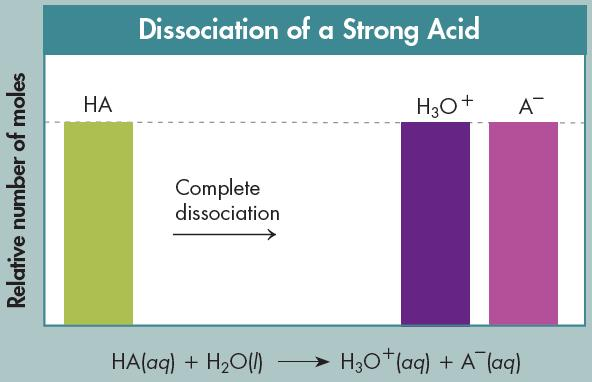 Dissociation of a Strong Acid
Relative number of moles
HA
H₃O⁺
A⁻
Complete
dissociation
HA(aq) + H₂O(l) ⟶ H₃O⁺(aq) + A⁻(aq)